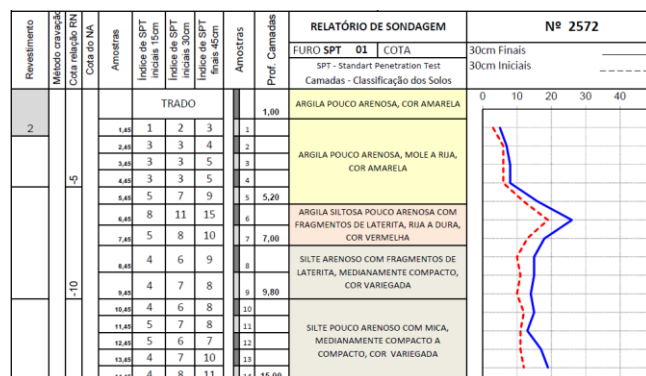 Revestimento
Método cravação
Cota relação RN
Cota do NA
Amostras
Índice de SPT iniciais 15cm
Índice de SPT iniciais 30cm
Índice de SPT finais 45cm
Amostras
Prof. Camadas
RELATÓRIO DE SONDAGEM
Nº 2572
FURO SPT 01 COTA
SPT - Standart Penetration Test
Camadas - Classificação dos Solos
30cm Finais
30cm Iniciais
0 10 20 30 40
TRADO
1,00
ARGILA POUCO ARENOSA, COR AMARELA
2
1,45 1 2 3 1
2,45 3 3 4 2
3,45 3 3 5 3
4,45 3 3 5 4
ARGILA POUCO ARENOSA, MOLE A RIJA,
COR AMARELA
-5
5,45 5 7 9 5 5,20
6,45 8 11 15 6
7,45 5 8 10 7 7,00
ARGILA SILTOSA POUCO ARENOSA COM
FRAGMENTOS DE LATERITA, RIJA A DURA,
COR VERMELHA
8,45 4 6 9 8
9,45 4 7 8 9 9,80
SILTE ARENOSO COM FRAGMENTOS DE
LATERITA, MEDIANAMENTE COMPACTO,
COR VARIEGADA
-10
10,45 4 6 8 10
11,45 5 7 8 11
12,45 5 6 7 12
13,45 4 7 10 13
SILTE POUCO ARENOSO COM MICA,
MEDIANAMENTE COMPACTO A
COMPACTO, COR VARIEGADA
4 8 11 15,00